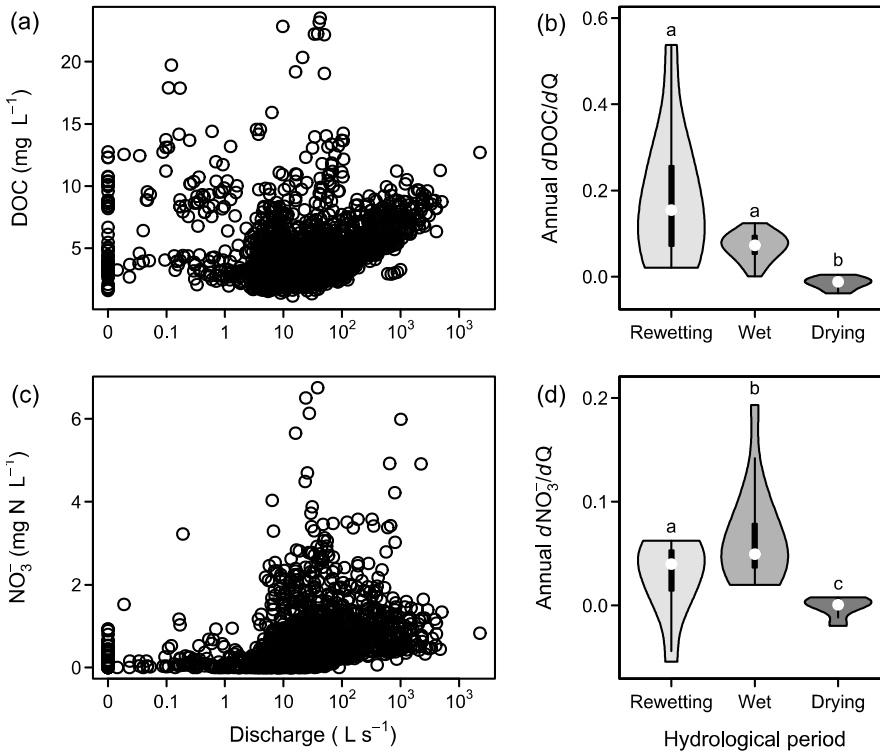 (a)
DOC (mg L⁻¹)
20
15
10
5
0 0.1 1 10 10² 10³ 10³
(b)
Annual dDOC/dQ
0.6
0.4
0.2
0.0
a a b
Rewetting Wet Drying
(c)
NO₃⁻ (mg N L⁻¹)
6
4
2
0
0 0.1 1 10 10² 10³ 10³
Discharge ( L s⁻¹)
(d)
Annual dNO₃⁻/dQ
0.2
0.1
0.0
a b c
Rewetting Wet Drying
Hydrological period